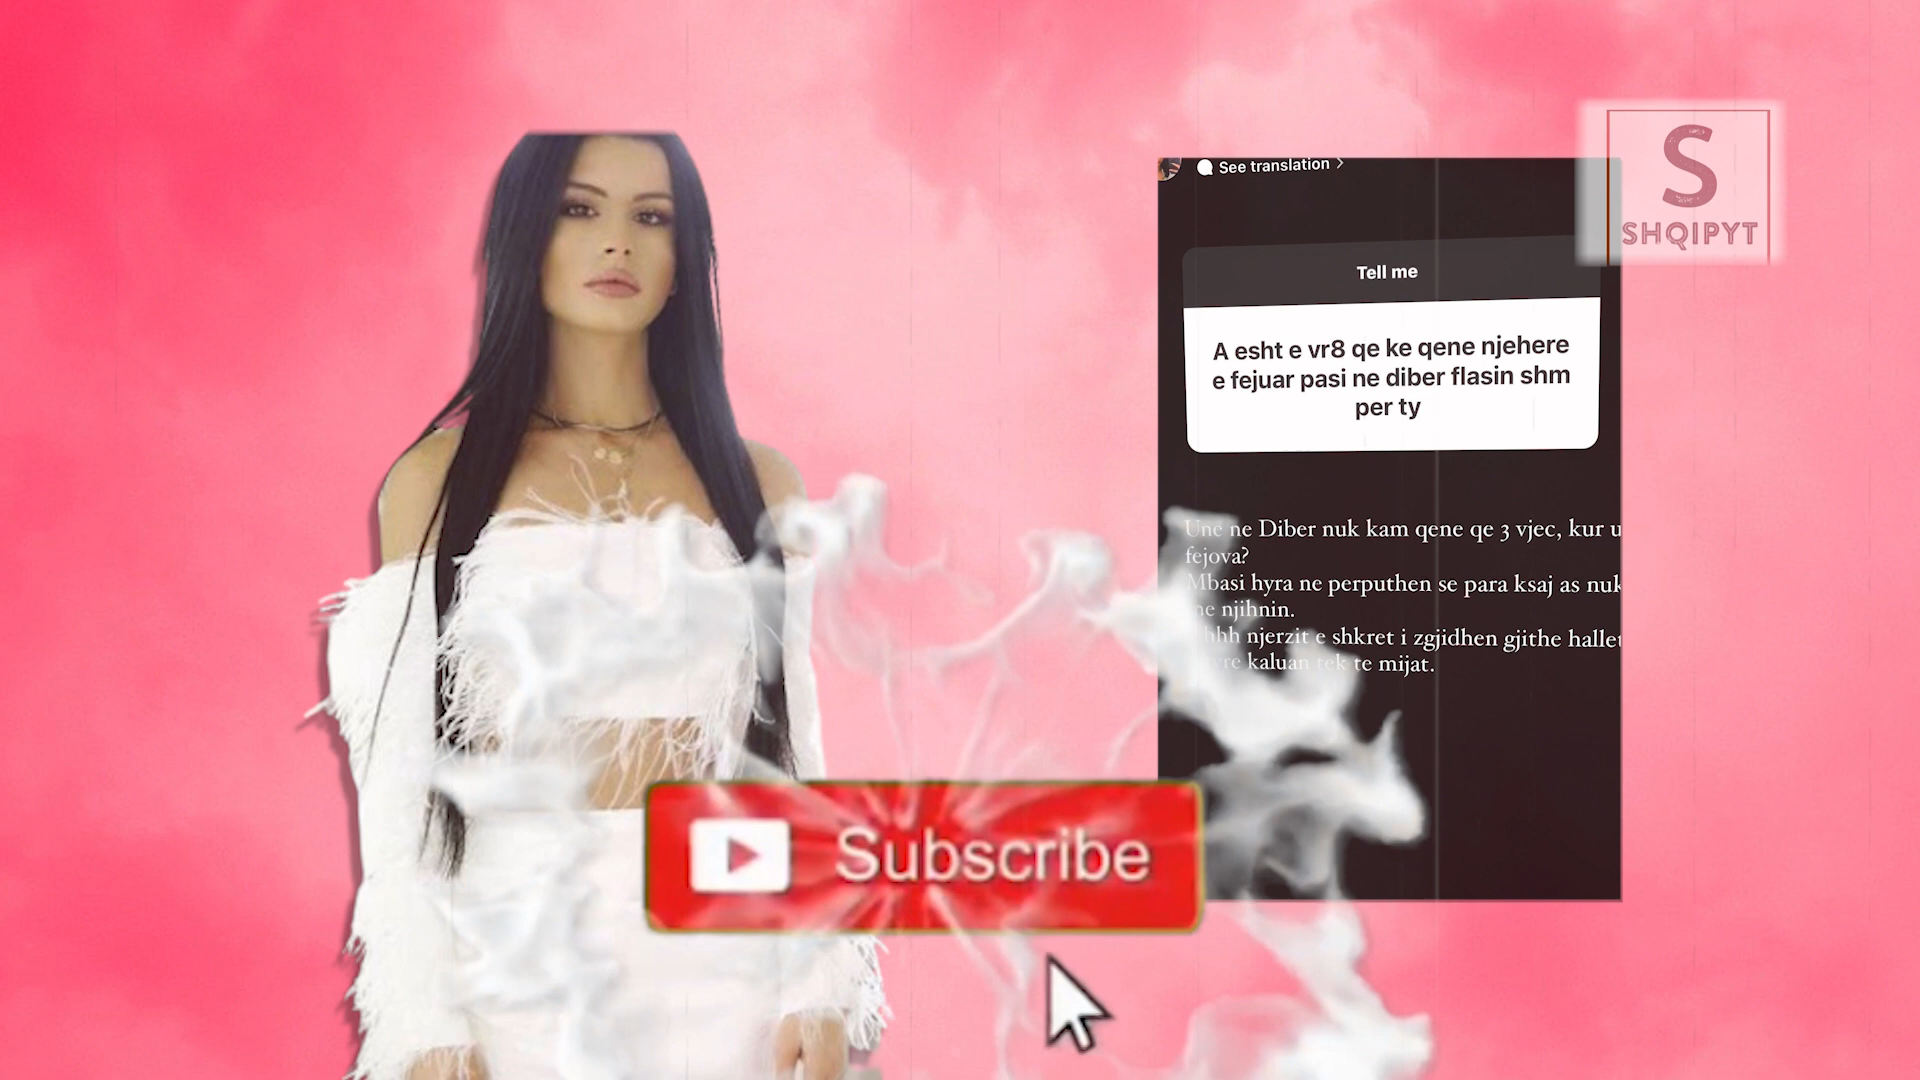 See translation
S
SHQIPYT
Tell me
A esht e vr8 qe ke qene njehere
e fejuar pasi ne diber flasin shm
per ty
Une ne Diber nuk kam qene qe 3 vjec, kur u
fejova?
Mbasi hyra ne perputhen se para ksaj as nuk
me njihnin.
njerzit e shkret i zgjidhen gjithe hallet
kaluan tek te mijat.
Subscribe